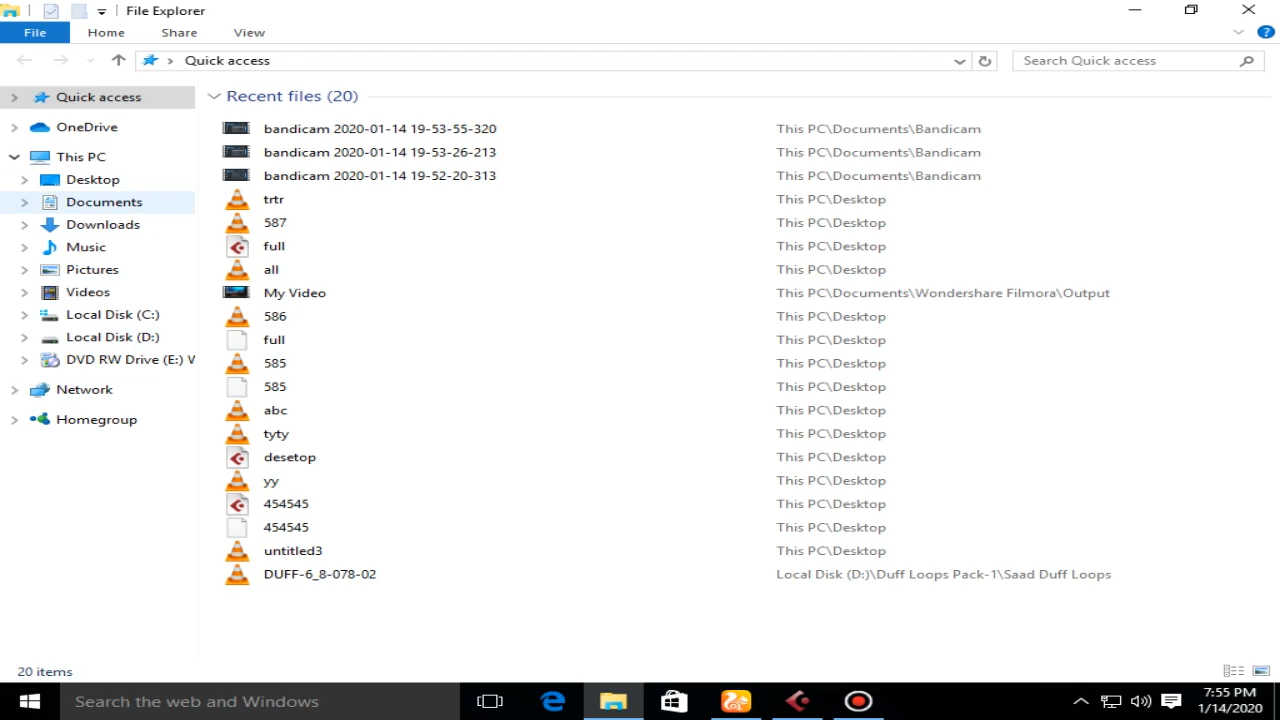 File Explorer
File Home Share View
Quick access Search Quick access
Quick access
OneDrive
This PC
Desktop
Documents
Downloads
Music
Pictures
Videos
Local Disk (C:)
Local Disk (D:)
DVD RW Drive (E:) W
Network
Homegroup
Recent files (20)
bandicam 2020-01-14 19-53-55-320 This PC\Documents\Bandicam
bandicam 2020-01-14 19-53-26-213 This PC\Documents\Bandicam
bandicam 2020-01-14 19-52-20-313 This PC\Documents\Bandicam
trtr This PC\Desktop
587 This PC\Desktop
full This PC\Desktop
all This PC\Desktop
My Video This PC\Documents\Wondershare Filmora\Output
586 This PC\Desktop
full This PC\Desktop
585 This PC\Desktop
585 This PC\Desktop
abc This PC\Desktop
tyty This PC\Desktop
desetop This PC\Desktop
yy This PC\Desktop
454545 This PC\Desktop
454545 This PC\Desktop
untitled3 This PC\Desktop
DUFF-6_8-078-02 Local Disk (D:)\Duff Loops Pack-1\Saad Duff Loops
20 items
Search the web and Windows
7:55 PM
1/14/2020